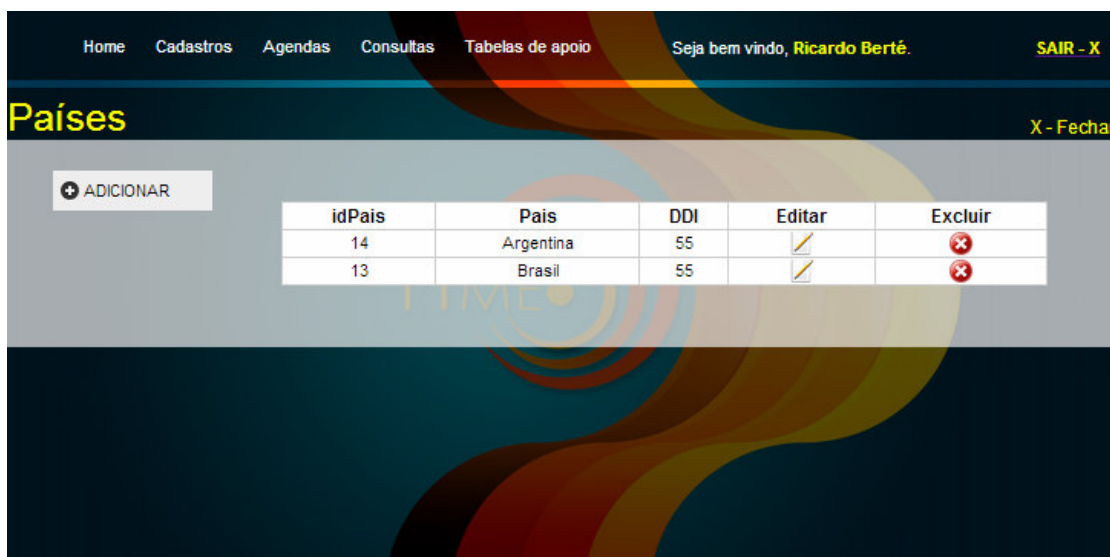 Home Cadastros Agendas Consultas Tabelas de apoio Seja bem vindo, Ricardo Berté. SAIR - X
Países
X - Fecha
ADICIONAR
idPais Pais DDI Editar Excluir
14 Argentina 55
13 Brasil 55
TIME